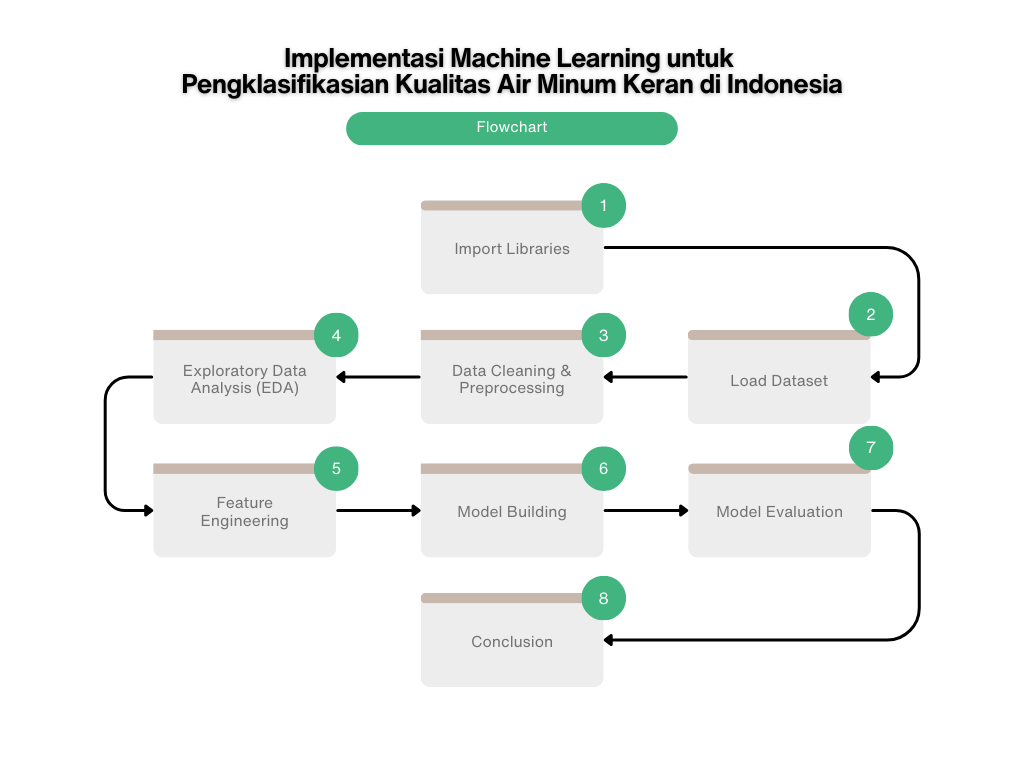 Implementasi Machine Learning untuk
Pengklasifikasian Kualitas Air Minum Keran di Indonesia
Flowchart
1
Import Libraries
2
Load Dataset
3
Data Cleaning &
Preprocessing
4
Exploratory Data
Analysis (EDA)
5
Feature
Engineering
6
Model Building
7
Model Evaluation
8
Conclusion